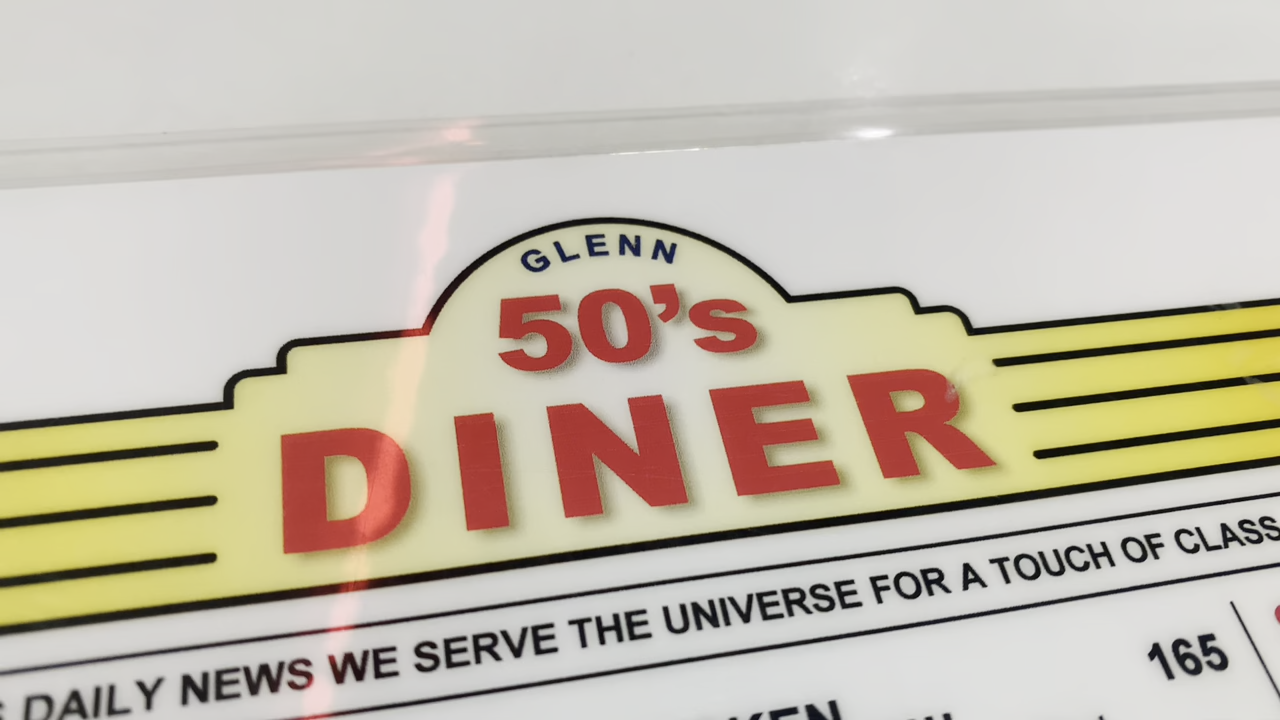 GLENN
50's
DINER
DAILY NEWS WE SERVE THE UNIVERSE FOR A TOUCH OF CLASS
165